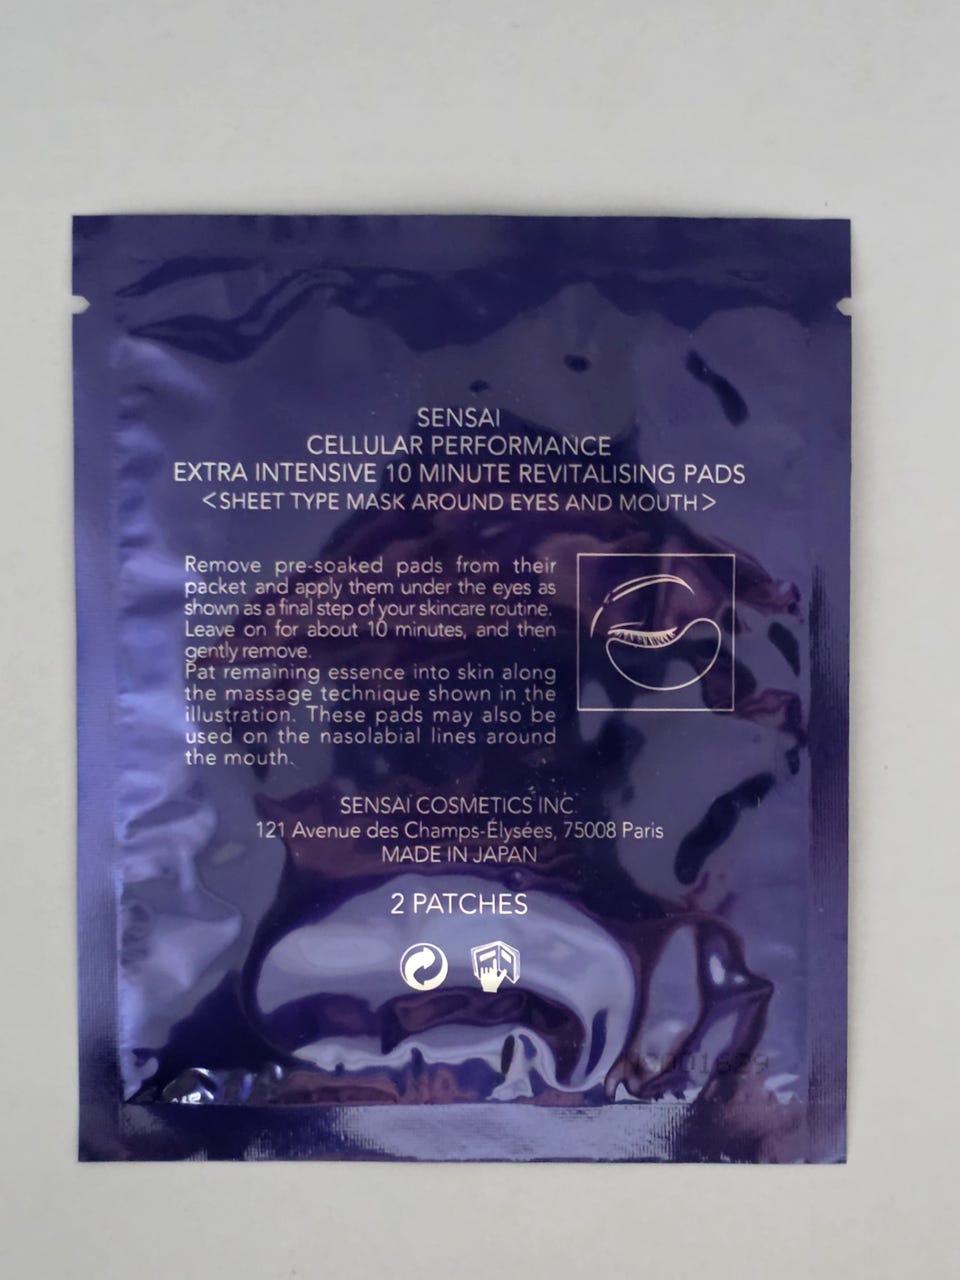 SENSAI
CELLULAR PERFORMANCE
EXTRA INTENSIVE 10 MINUTE REVITALISING PADS
<SHEET TYPE MASK AROUND EYES AND MOUTH>
Remove pre-soaked pads from their
packet and apply them under the eyes as
shown as a final step of your skincare routine.
Leave on for about 10 minutes, and then
gently remove.
Pat remaining essence into skin along
the massage technique shown in the
illustration. These pads may also be
used on the nasolabial lines around
the mouth.
SENSAI COSMETICS INC.
121 Avenue des Champs-Élysées, 75008 Paris
MADE IN JAPAN
2 PATCHES